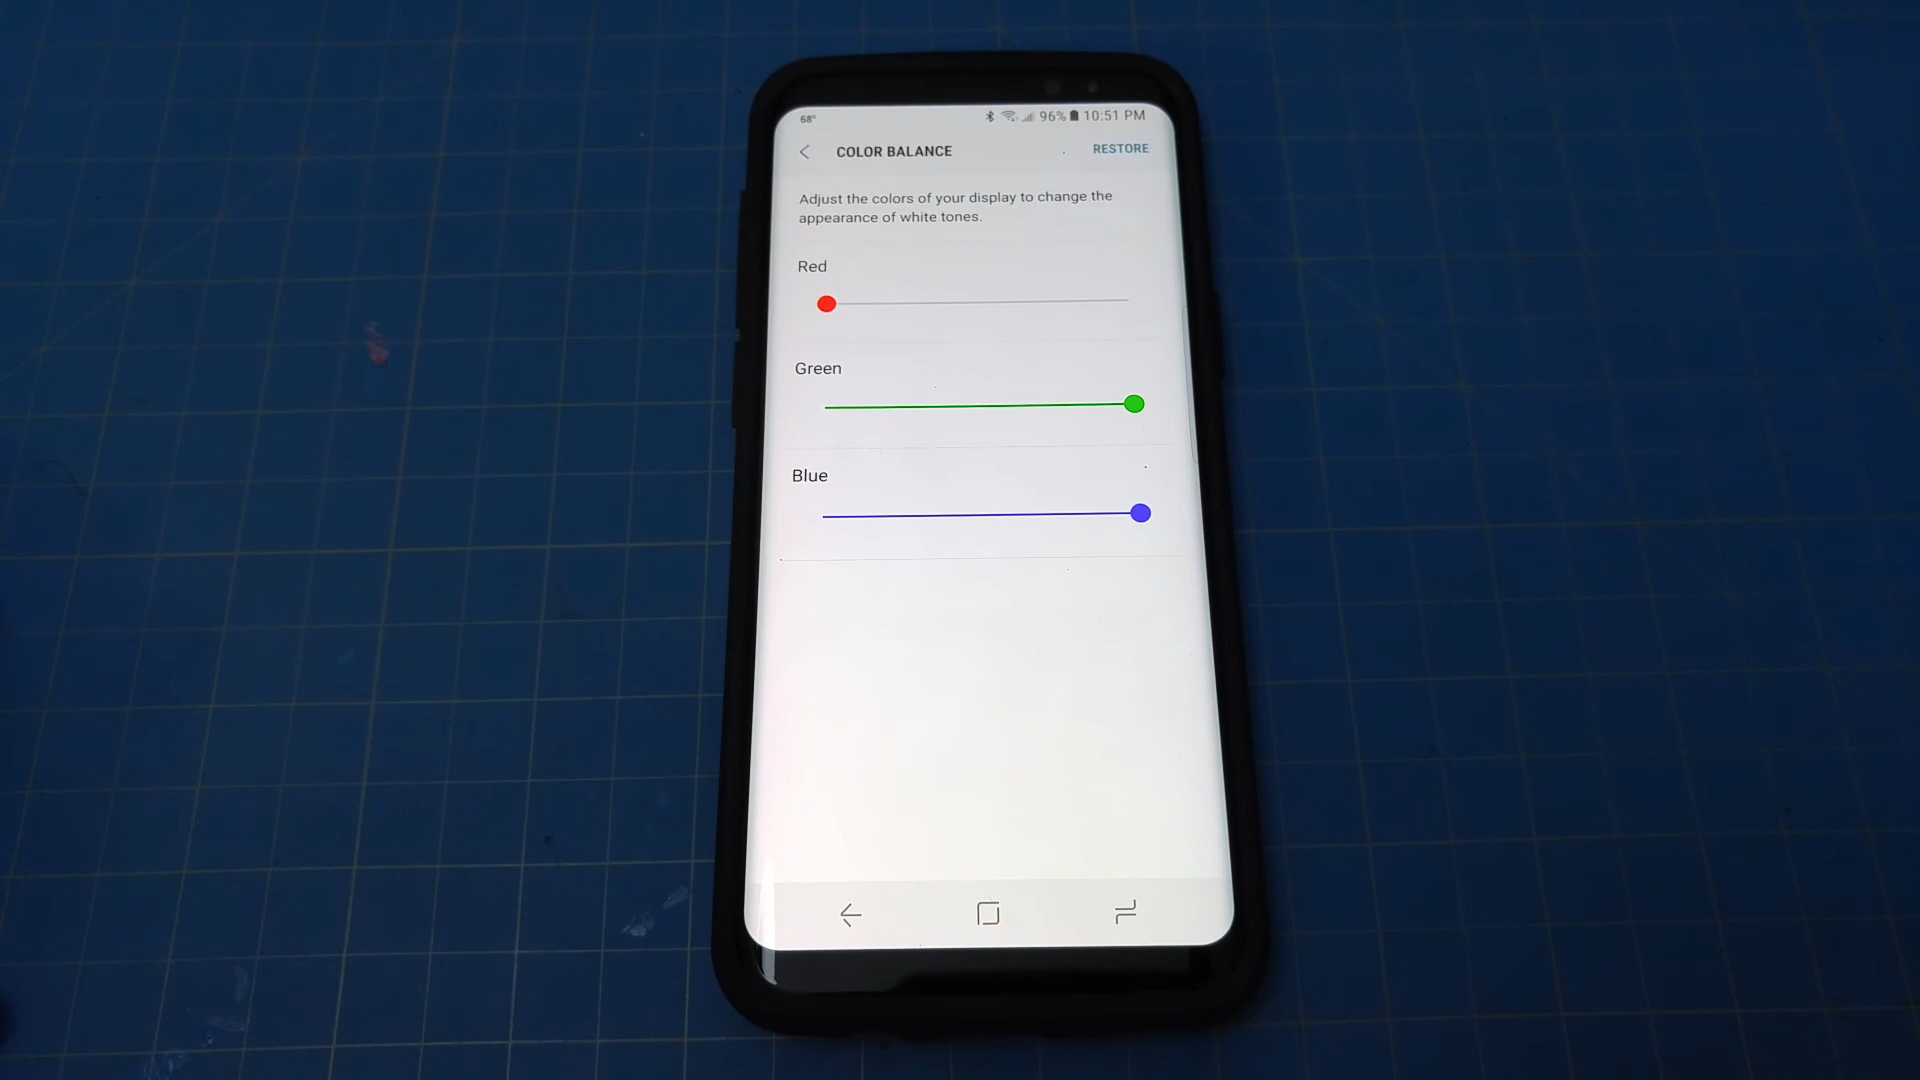 68°
96% 10:51 PM
COLOR BALANCE
RESTORE
Adjust the colors of your display to change the
appearance of white tones.
Red
Green
Blue